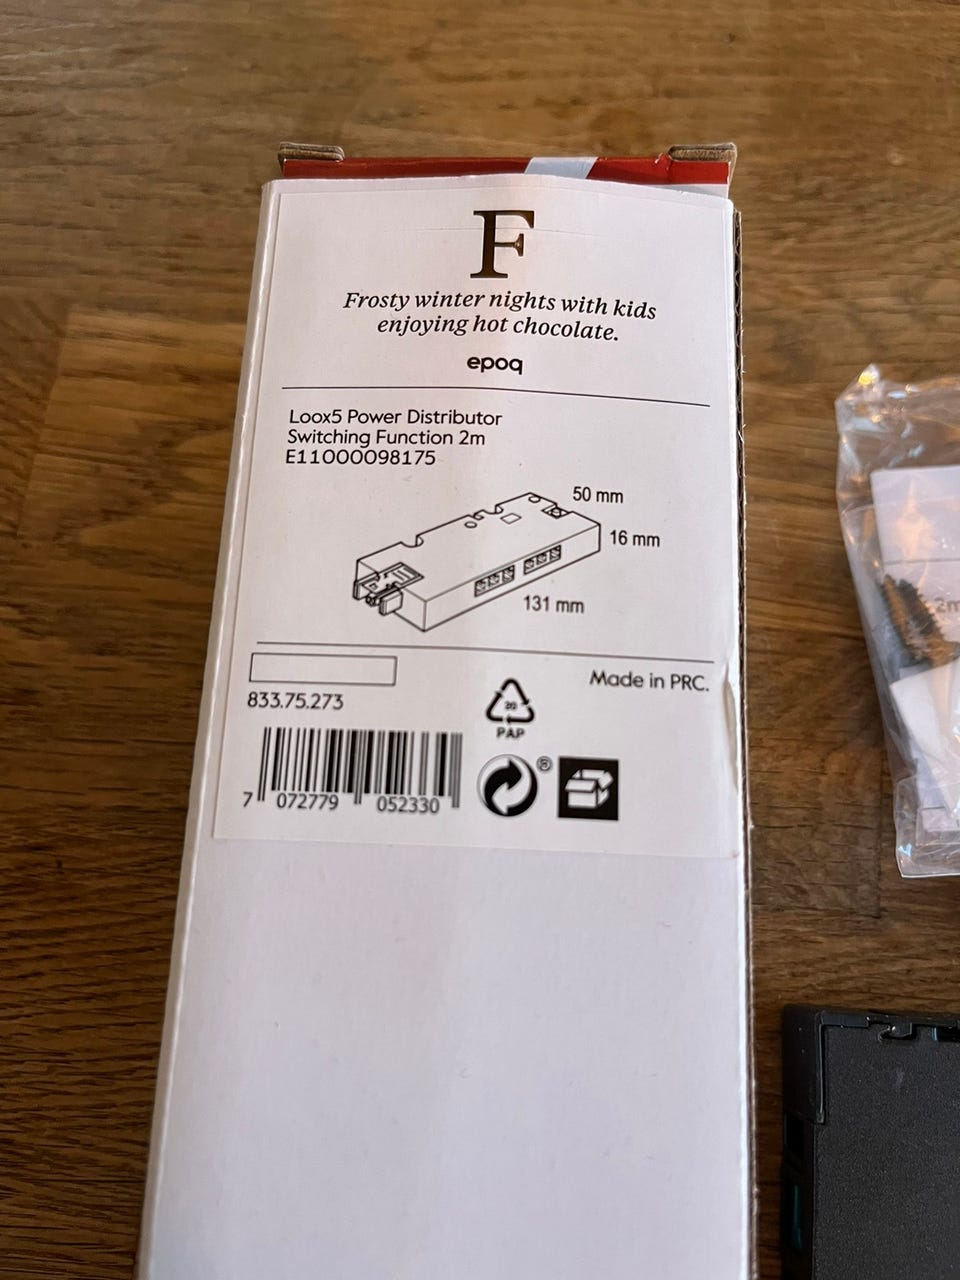 F
Frosty winter nights with kids
enjoying hot chocolate.
epoq
Loox5 Power Distributor
Switching Function 2m
E11000098175
50 mm
16 mm
131 mm
833.75.273
Made in PRC.
20
PAP
®
7 072779 052330
2m